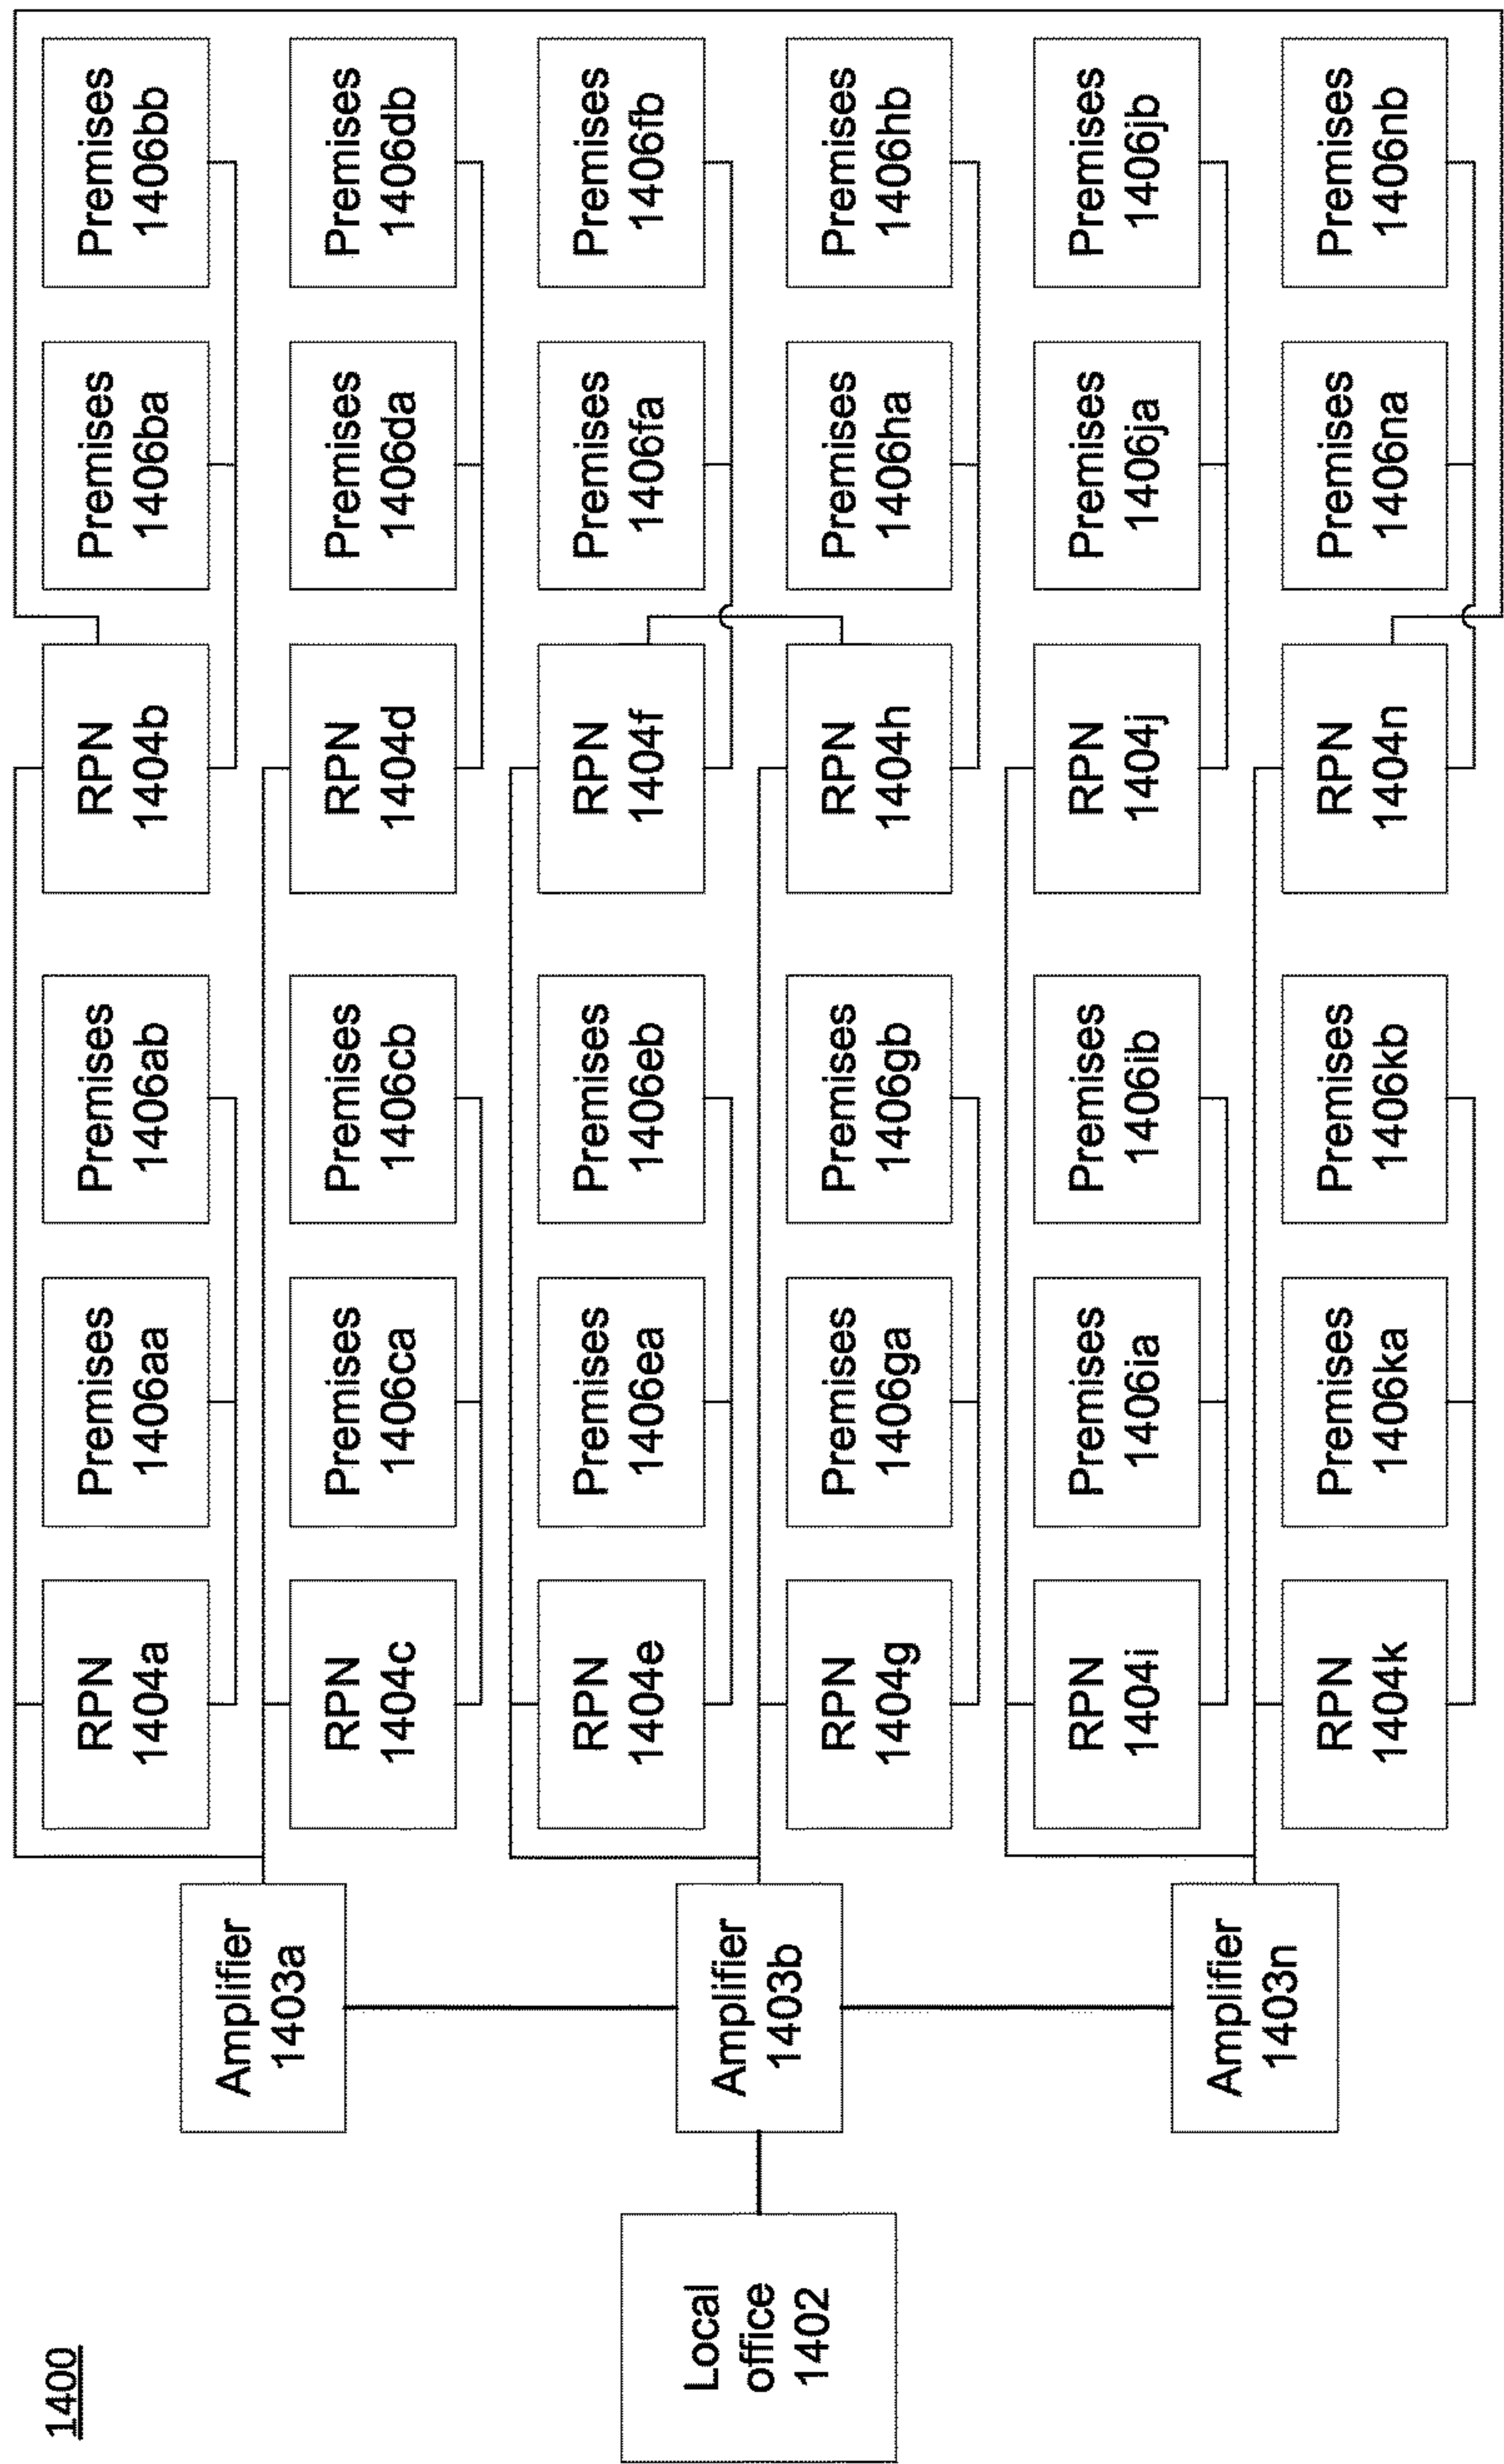 1400
Local
office
1402
Amplifier
1403a
Amplifier
1403b
Amplifier
1403n
RPN
1404a
Premises
1406aa
Premises
1406ab
RPN
1404b
Premises
1406ba
Premises
1406bb
RPN
1404c
Premises
1406ca
Premises
1406cb
RPN
1404d
Premises
1406da
Premises
1406db
RPN
1404e
Premises
1406ea
Premises
1406eb
RPN
1404f
Premises
1406fa
Premises
1406fb
RPN
1404g
Premises
1406ga
Premises
1406gb
RPN
1404h
Premises
1406ha
Premises
1406hb
RPN
1404i
Premises
1406ia
Premises
1406ib
RPN
1404j
Premises
1406ja
Premises
1406jb
RPN
1404k
Premises
1406ka
Premises
1406kb
RPN
1404n
Premises
1406na
Premises
1406nb